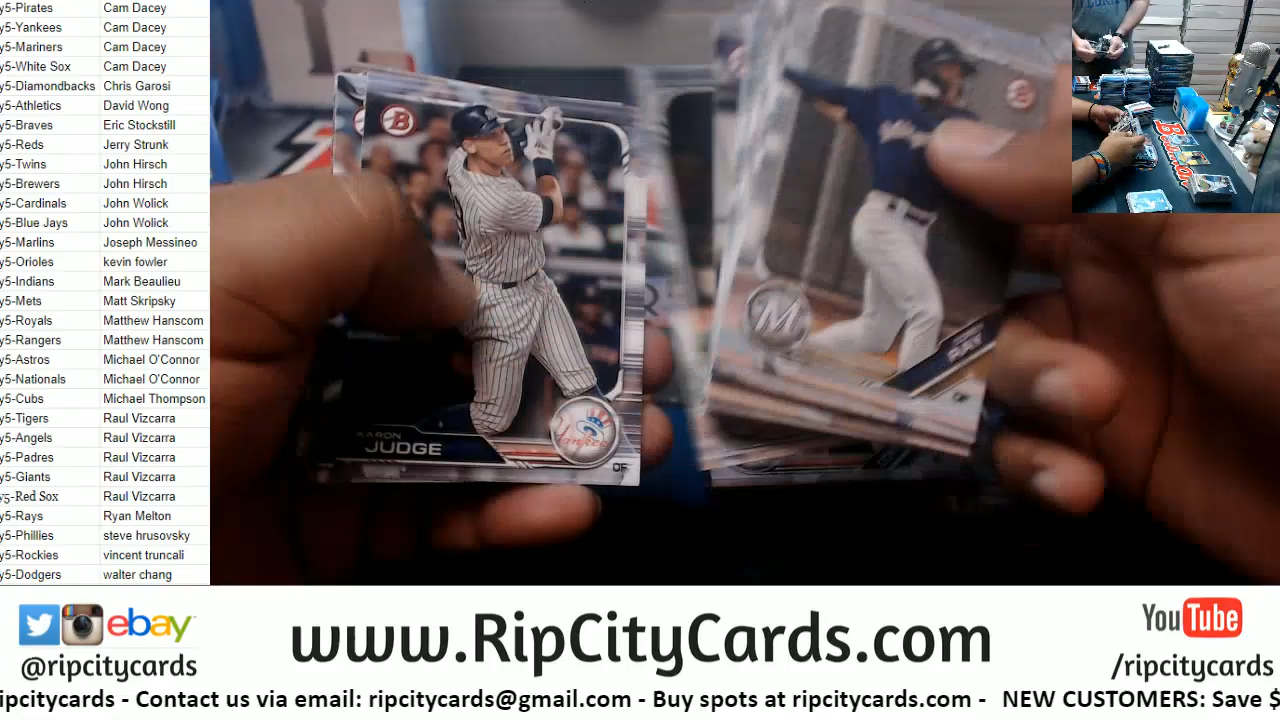 y5-Pirates Cam Dacey
y5-Yankees Cam Dacey
y5-Mariners Cam Dacey
y5-White Sox Cam Dacey
y5-Diamondbacks Chris Garosi
y5-Athletics David Wong
y5-Braves Eric Stockstill
y5-Reds Jerry Strunk
y5-Twins John Hirsch
y5-Brewers John Hirsch
y5-Cardinals John Wolick
y5-Blue Jays John Wolick
y5-Marlins Joseph Messineo
y5-Orioles kevin fowler
y5-Indians Mark Beaulieu
y5-Mets Matt Skripsky
y5-Royals Matthew Hanscom
y5-Rangers Matthew Hanscom
y5-Astros Michael O'Connor
y5-Nationals Michael O'Connor
y5-Cubs Michael Thompson
y5-Tigers Raul Vizcarra
y5-Angels Raul Vizcarra
y5-Padres Raul Vizcarra
y5-Giants Raul Vizcarra
y5-Red Sox Raul Vizcarra
y5-Rays Ryan Melton
y5-Phillies steve hrusovsky
y5-Rockies vincent truncali
y5-Dodgers walter chang
B
AARON
JUDGE
Yankees
OF
M
Bowman
ebay
@ripcitycards
www.RipCityCards.com
YouTube
/ripcitycards
ipcitycards - Contact us via email: ripcitycards@gmail.com - Buy spots at ripcitycards.com - NEW CUSTOMERS: Save $